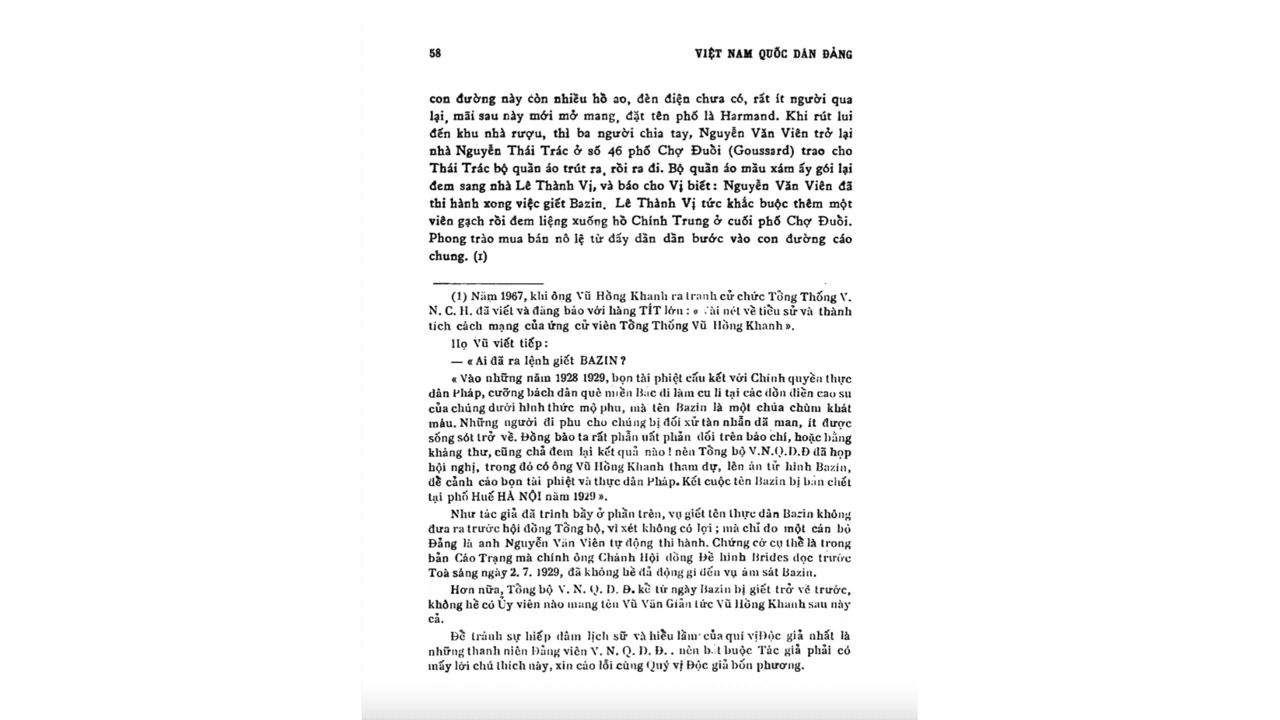 58 VIỆT NAM QUỐC DÂN ĐẢNG
con đường này còn nhiều hồ ao, đèn điện chưa có, rất ít người qua
lại, mãi sau này mới mở mang, đặt tên phố là Harmand. Khi rút lui
đến khu nhà rượu, thì ba người chia tay, Nguyễn Văn Viên trở lại
nhà Nguyễn Thái Trác ở số 46 phố Chợ Đuổi (Goussard) trao cho
Thái Trác bộ quần áo trút ra, rồi ra đi. Bộ quần áo mầu xám ấy gói lại
đem sang nhà Lê Thành Vị, và báo cho Vị biết: Nguyễn Văn Viên đã
thi hành xong việc giết Bazin. Lê Thành Vị tức khắc buộc thêm một
viên gạch rồi đem liệng xuống hồ Chính Trung ở cuối phố Chợ Đuổi.
Phong trào mua bán nô lệ từ đấy dần dần bước vào con đường cáo
chung. (1)
(1) Năm 1967, khi ông Vũ Hồng Khanh ra tranh cử chức Tổng Thống V.
N. C. H. đã viết và đăng báo với hàng TÍT lớn : « Vài nét về tiểu sử và thành
tích cách mạng của ứng cử viên Tổng Thống Vũ Hồng Khanh ».
Họ Vũ viết tiếp :
— « Ai đã ra lệnh giết BAZIN ?
« Vào những năm 1928 1929, bọn tài phiệt cấu kết với Chính quyền thực
dân Pháp, cưỡng bách dân quê miền Bắc đi làm cu li tại các đồn điền cao su
của chúng dưới hình thức mộ phu, mà tên Bazin là một chúa chùm khát
máu. Những người đi phu cho chúng bị đối xử tàn nhẫn dã man, ít được
sống sót trở về. Đồng bào ta rất phẫn uất phản đối trên báo chí, hoặc bằng
kháng thư, cũng chả đem lại kết quả nào ! nên Tổng bộ V.N.Q.D.Đ đã họp
hội nghị, trong đó có ông Vũ Hồng Khanh tham dự, lên án tử hình Bazin,
để cảnh cáo bọn tài phiệt và thực dân Pháp. Kết cuộc tên Bazin bị bắn chết
tại phố Huế HÀ NỘI năm 1929 ».
Như tác giả đã trình bầy ở phần trên, vụ giết tên thực dân Bazin không
đưa ra trước hội đồng Tổng bộ, vì xét không có lợi ; mà chỉ do một cán bộ
Đảng là anh Nguyễn Văn Viên tự động thi hành. Chứng cớ cụ thể là trong
bản Cáo Trạng mà chính ông Chánh Hội đồng Đề hình Brides đọc trước
Toà sáng ngày 2. 7. 1929, đã không hề đả động gì đến vụ ám sát Bazin.
Hơn nữa, Tổng bộ V. N. Q. D. Đ. kể từ ngày Bazin bị giết trở về trước,
không hề có Ủy viên nào mang tên Vũ Văn Giản tức Vũ Hồng Khanh sau này
cả.
Để tránh sự hiếp dâm lịch sử và hiểu lầm của quí vị Độc giả nhất là
những thanh niên Đảng viên V. N. Q. D. Đ. . nên bắt buộc Tác giả phải có
mấy lời chú thích này, xin cáo lỗi cùng Quý vị Độc giả bốn phương.